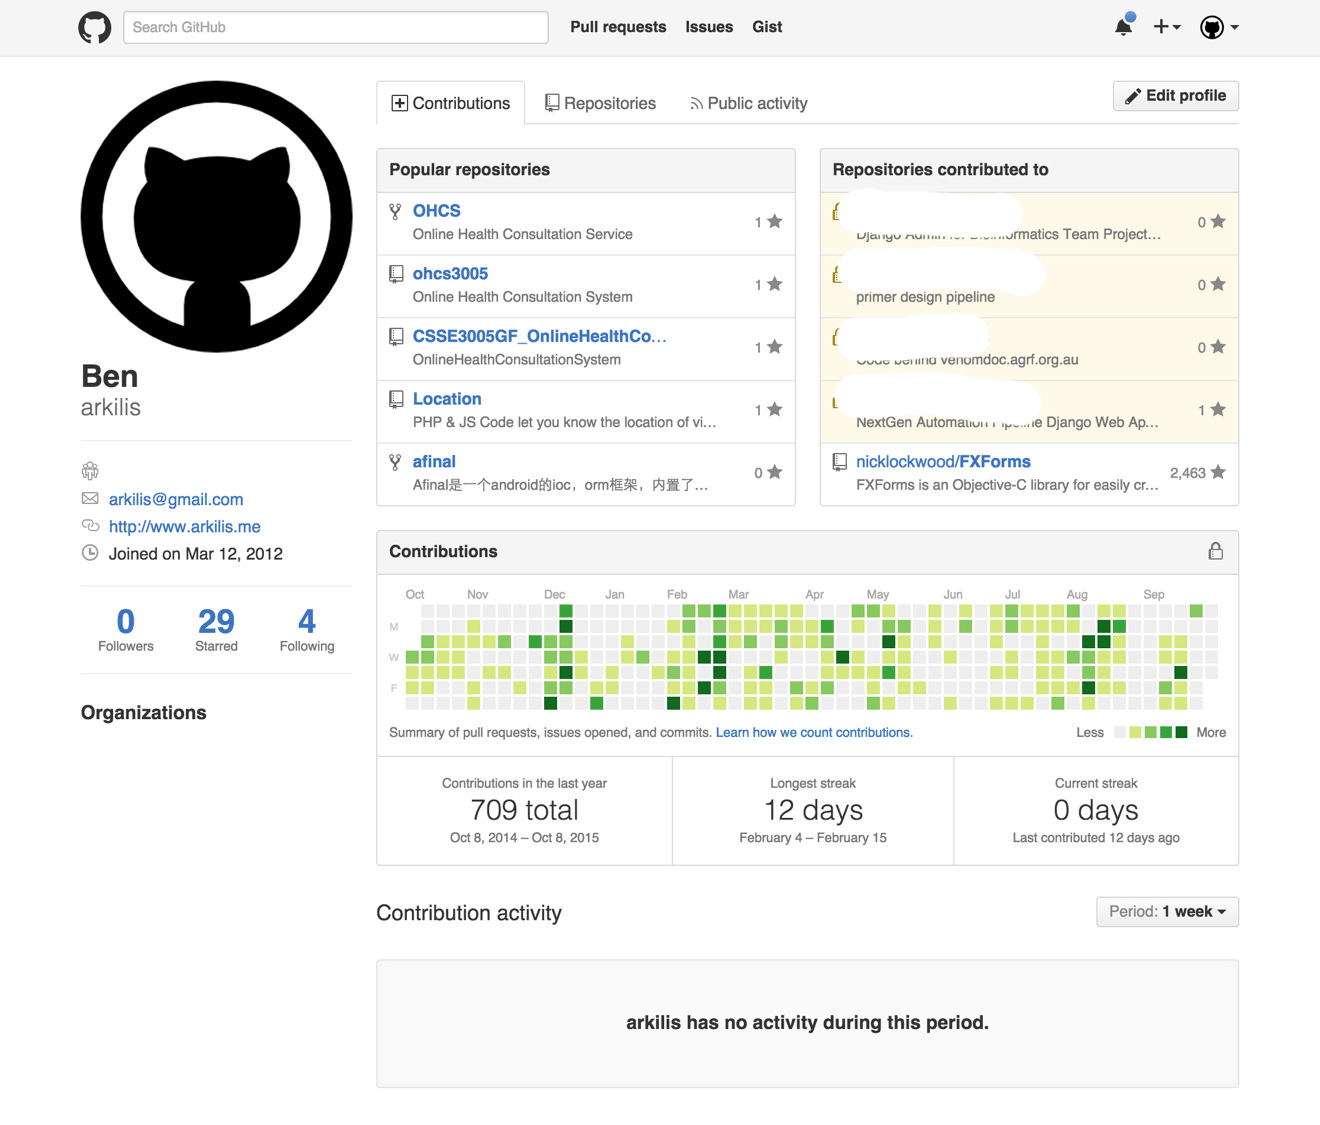 Search GitHub Pull requests Issues Gist
Contributions Repositories Public activity Edit profile
Popular repositories
OHCS
Online Health Consultation Service
1
ohcs3005
Online Health Consultation System
1
CSSE3005GF_OnlineHealthCo…
OnlineHealthConsultationSystem
1
Location
PHP & JS Code let you know the location of vi…
1
afinal
Afinal是一个android的ioc，orm框架，内置了…
0
Repositories contributed to
Django Admin for Bioinformatics Team Project…
0
primer design pipeline
0
Code behind venomdoc.agrf.org.au
0
NextGen Automation Pipeline Django Web Ap…
1
nicklockwood/FXForms
FXForms is an Objective-C library for easily cr…
2,463
Ben
arkilis
arkilis@gmail.com
http://www.arkilis.me
Joined on Mar 12, 2012
0 29 4
Followers Starred Following
Organizations
Contributions
Oct Nov Dec Jan Feb Mar Apr May Jun Jul Aug Sep
M
W
F
Summary of pull requests, issues opened, and commits. Learn how we count contributions.
Less More
Contributions in the last year
709 total
Oct 8, 2014 – Oct 8, 2015
Longest streak
12 days
February 4 – February 15
Current streak
0 days
Last contributed 12 days ago
Contribution activity
Period: 1 week
arkilis has no activity during this period.